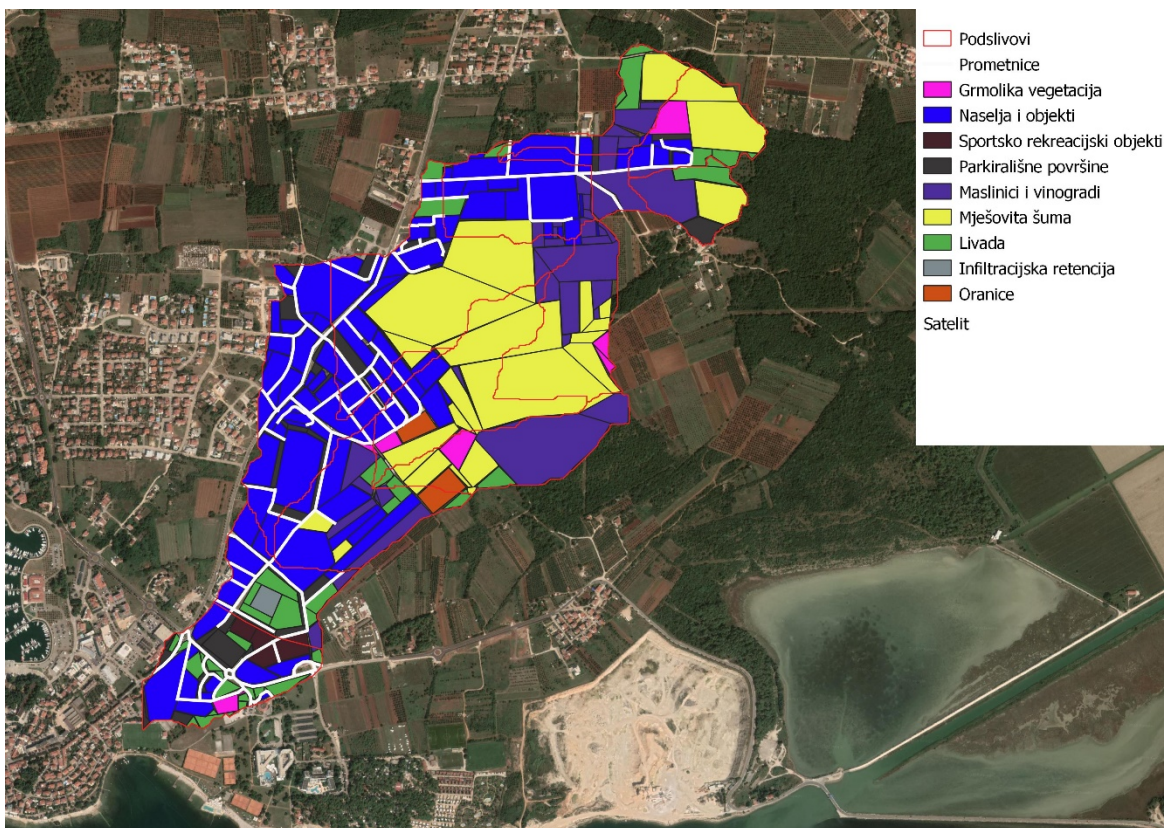 Podslivovi
Prometnice
Grmolika vegetacija
Naselja i objekti
Sportsko rekreacijski objekti
Parkirališne površine
Maslinici i vinogradi
Mješovita šuma
Livada
Infiltracijska retencija
Oranice
Satelit